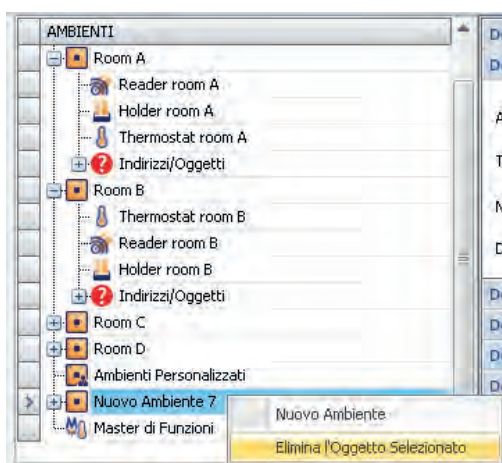 AMBIENTI
Room A
Reader room A
Holder room A
Thermostat room A
Indirizzi/Oggetti
Room B
Thermostat room B
Reader room B
Holder room B
Indirizzi/Oggetti
Room C
Room D
Ambienti Personalizzati
Nuovo Ambiente 7
Nuovo Ambiente
Master di Funzioni
Elimina l'Oggetto Selezionato